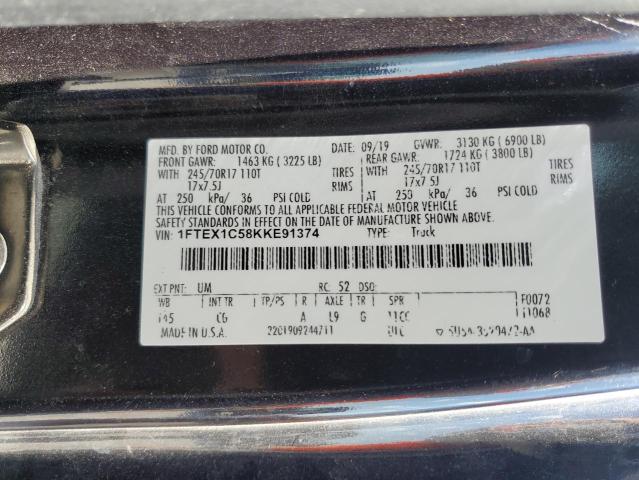 MFD. BY FORD MOTOR CO. DATE: 09/19 GVWR: 3130 KG (6900 LB)
FRONT GAWR: 1463 KG (3225 LB) REAR GAWR: 1724 KG (3800 LB)
WITH 245/70R17 110T TIRES WITH 245/70R17 110T TIRES
17x7.5J RIMS 17x7.5J RIMS
AT 250 kPa/ 36 PSI COLD AT 250 kPa/ 36 PSI COLD
THIS VEHICLE CONFORMS TO ALL APPLICABLE FEDERAL MOTOR VEHICLE
SAFETY STANDARDS IN EFFECT ON THE DATE OF MANUFACTURE SHOWN ABOVE.
VIN: 1FTEX1C58KKE91374 TYPE: Truck
EXT PNT: UM RC: 52 DSO:
WB INT TR TP/PS R AXLE TR SPR F0072
145 CG A L9 G 11068
MADE IN U.S.A. 2201909244711 UTC